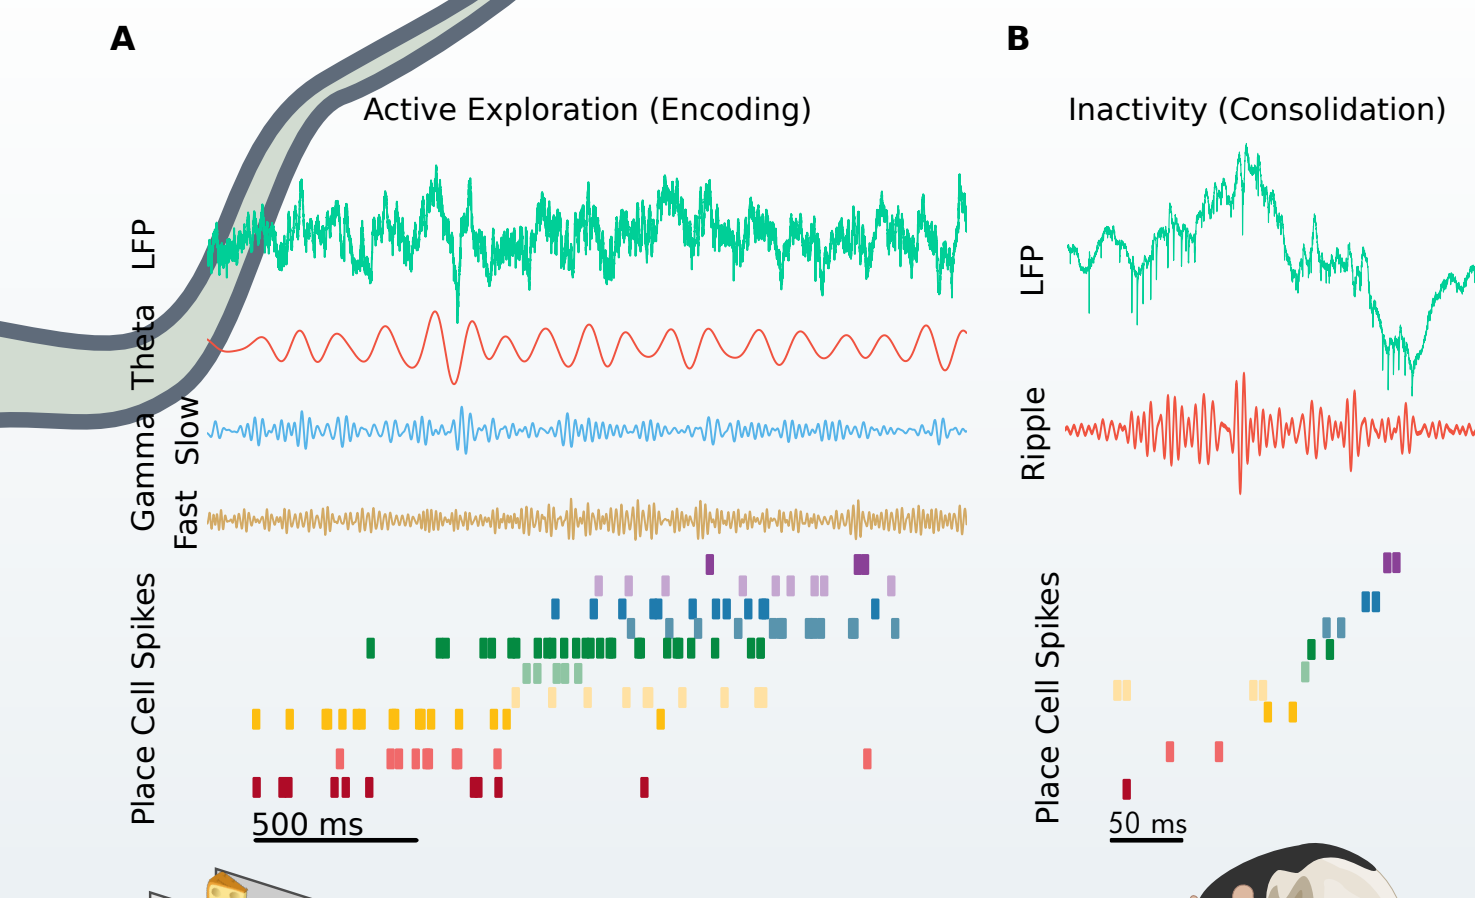 A
B
Active Exploration (Encoding)
Inactivity (Consolidation)
LFP
Theta
Gamma
Slow
Fast
Place Cell Spikes
500 ms
LFP
Ripple
Place Cell Spikes
50 ms